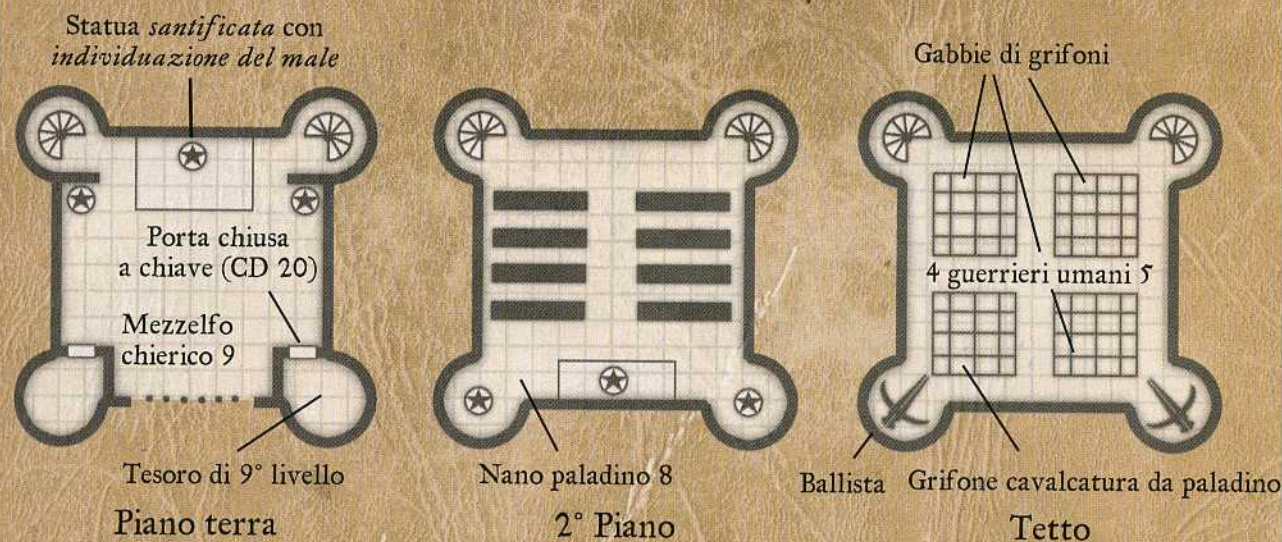 Statua santificata con
individuazione del male
Porta chiusa
a chiave (CD 20)
Mezzelfo
chierico 9
Tesoro di 9° livello
Piano terra
Nano paladino 8
2° Piano
Gabbie di grifoni
4 guerrieri umani 5
Ballista
Grifone cavalcatura da paladino
Tetto